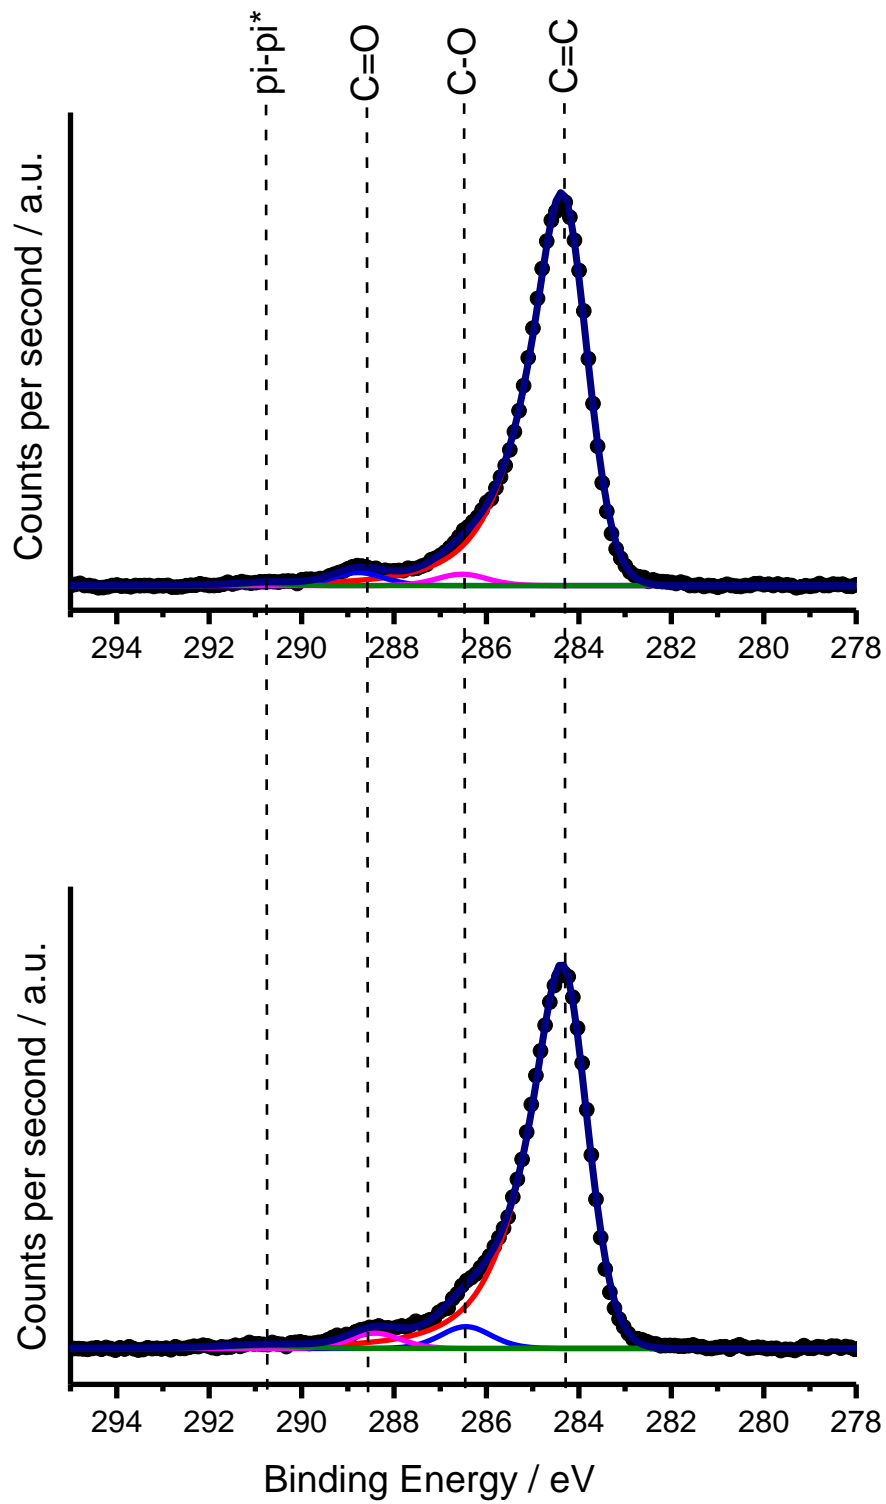 pi-pi*
C=O
C-O
C=C
Counts per second / a.u.
294 292 290 288 286 284 282 280 278
Counts per second / a.u.
294 292 290 288 286 284 282 280 278
Binding Energy / eV